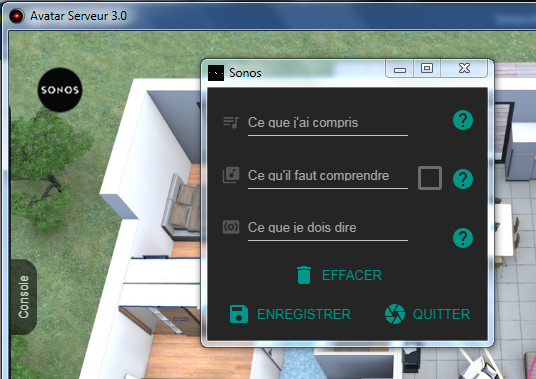 Avatar Serveur 3.0
SONOS
Sonos
Ce que j'ai compris
Ce qu'il faut comprendre
Ce que je dois dire
EFFACER
ENREGISTRER
QUITTER
Console